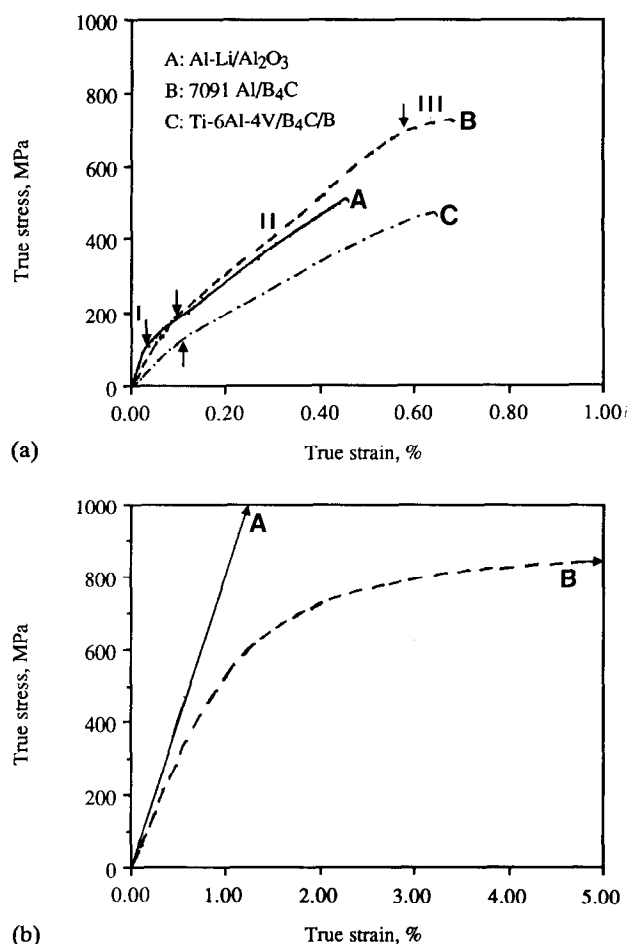 1000
800
600
400
200
0
True stress, MPa
A: Al-Li/Al2O3
B: 7091 Al/B4C
C: Ti-6Al-4V/B4C/B
I
II
III
B
A
C
0.00 0.20 0.40 0.60 0.80 1.00
True strain, %
(a)
1000
800
600
400
200
0
True stress, MPa
A
B
0.00 1.00 2.00 3.00 4.00 5.00
True strain, %
(b)